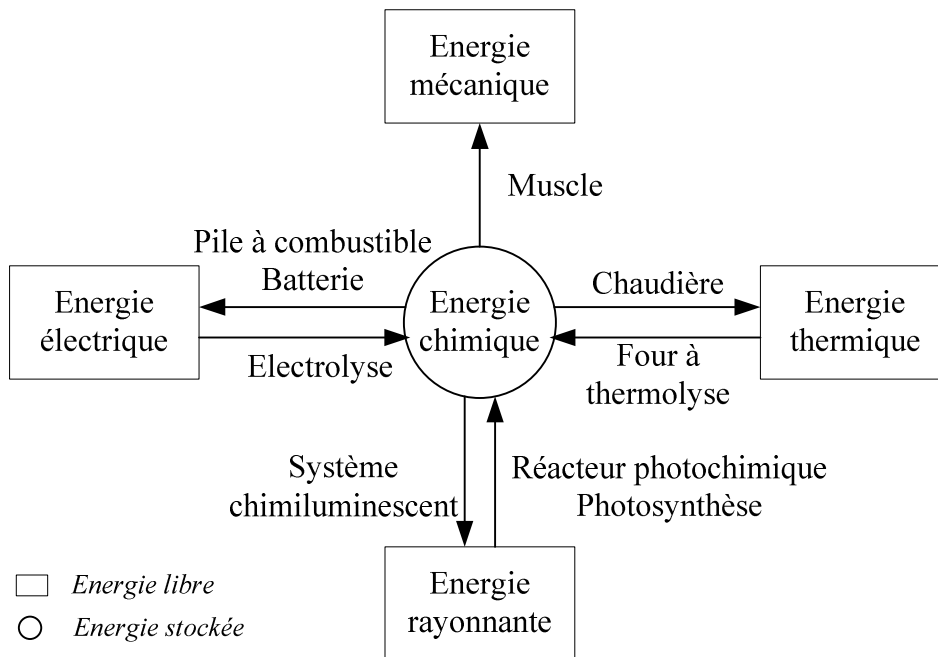 Energie
mécanique
Muscle
Pile à combustible
Batterie
Energie
électrique
Electrolyse
Energie
chimique
Chaudière
Four à
thermolyse
Energie
thermique
Système
chimiluminescent
Réacteur photochimique
Photosynthèse
Energie
rayonnante
Energie libre
Energie stockée